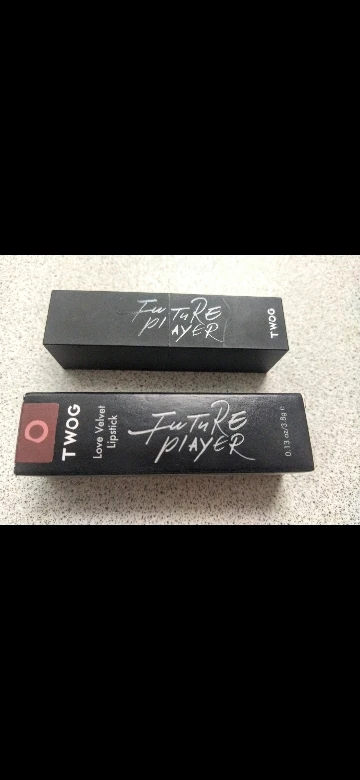 FuTuRE
PlAYER
TWOG
TWOG
Love Velvet
Lipstick
FuTuRE
PlAYER
0.13 oz/3.8g e